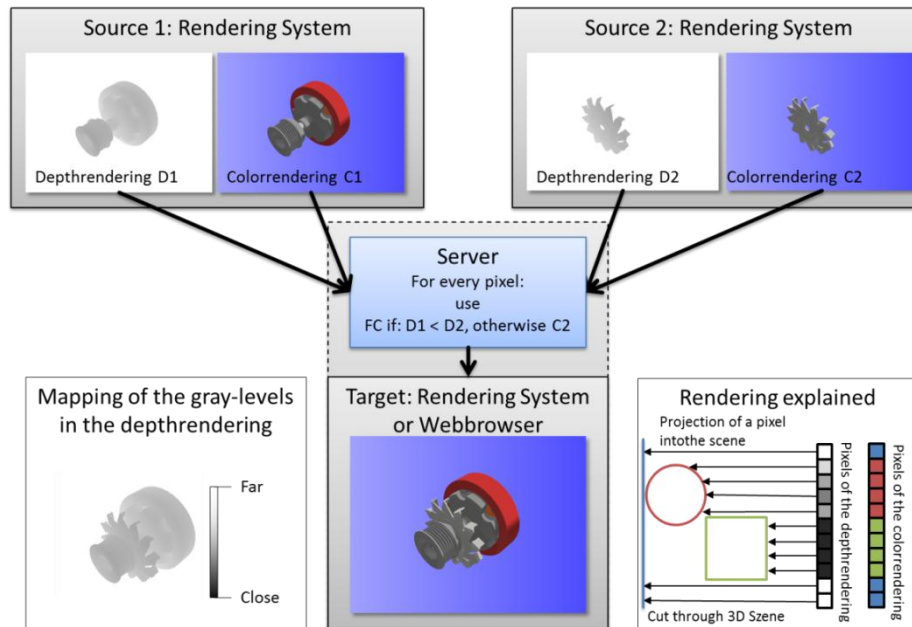 Source 1: Rendering System
Depthrendering D1
Colorrendering C1
Source 2: Rendering System
Depthrendering D2
Colorrendering C2
Server
For every pixel:
use
FC if: D1 < D2, otherwise C2
Mapping of the gray-levels
in the depthrendering
Far
Close
Target: Rendering System
or Webbrowser
Rendering explained
Projection of a pixel
intothe scene
Pixels of the depthrendering
Pixels of the colorrendering
Cut through 3D Szene